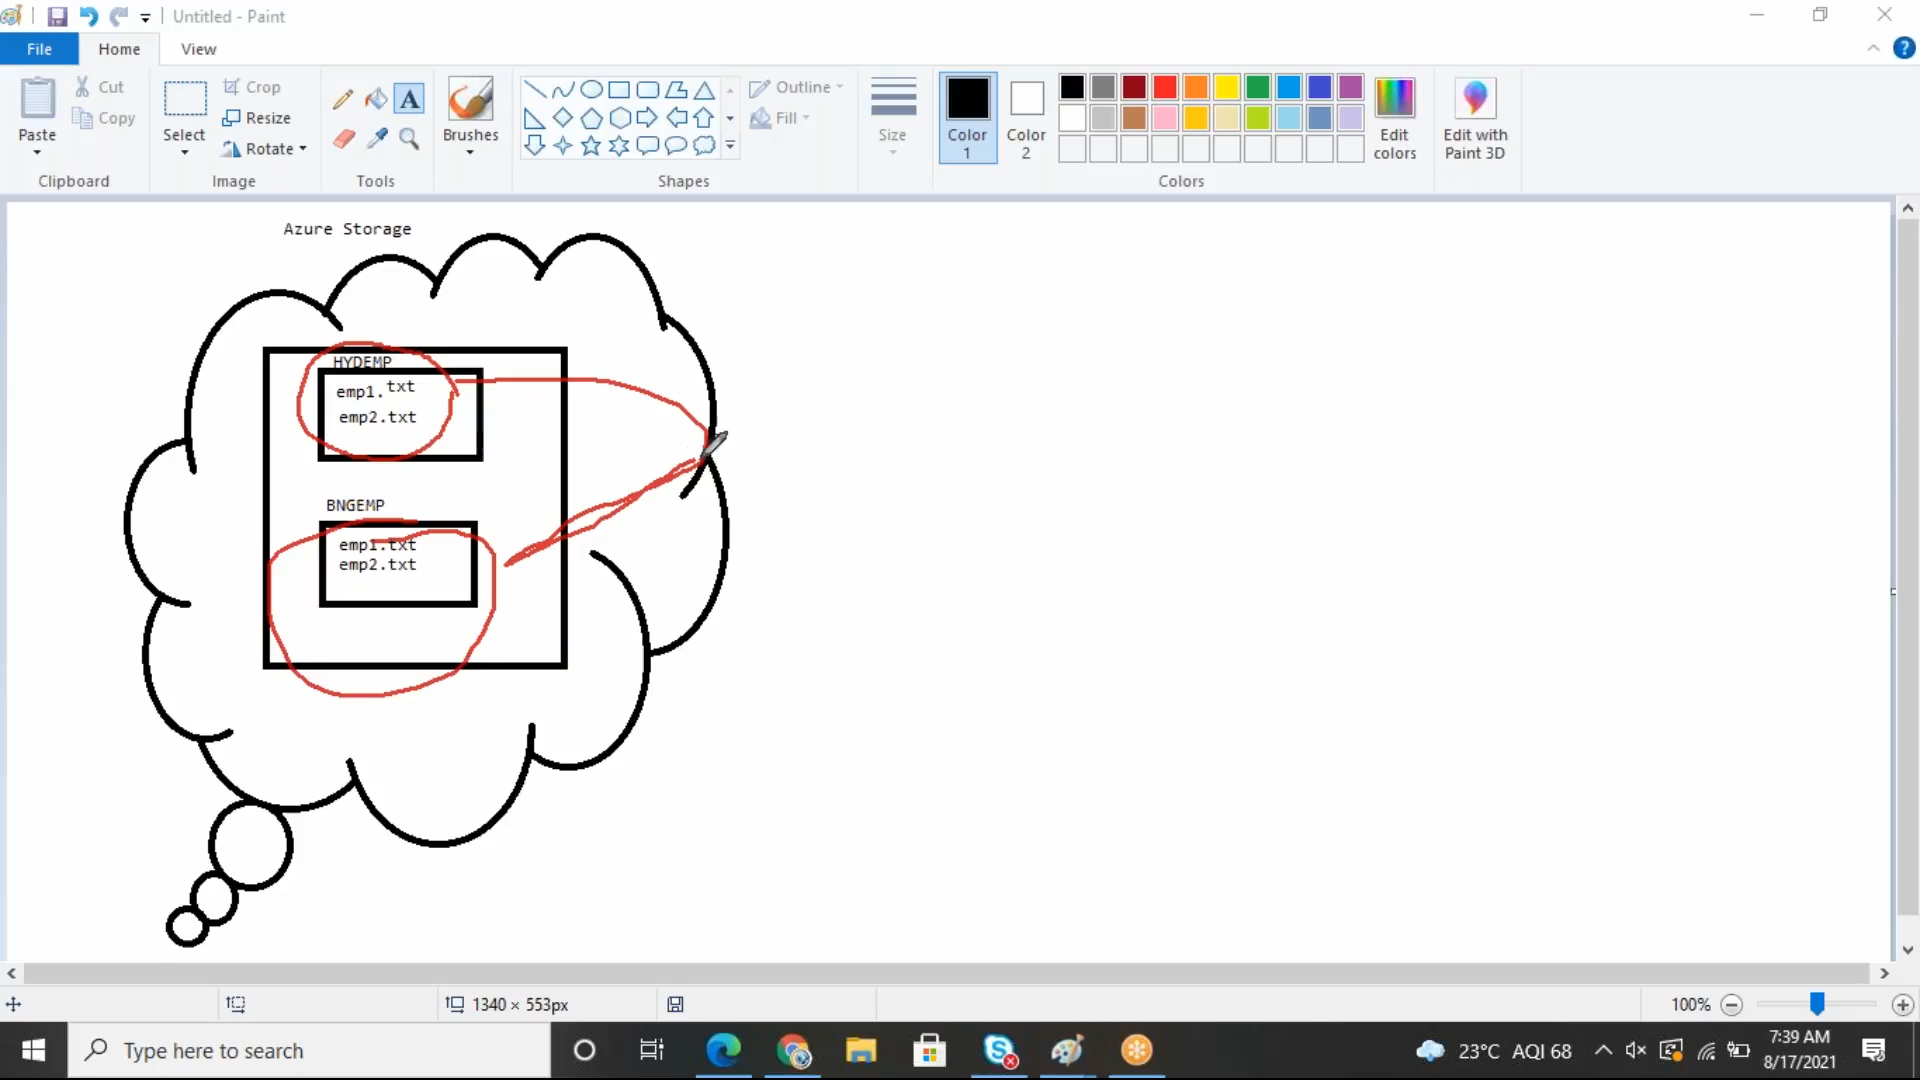 Untitled - Paint
File
Home
View
Paste
Cut
Copy
Clipboard
Select
Crop
Resize
Rotate
Image
A
Tools
Brushes
Shapes
Outline
Fill
Size
Color 1
Color 2
Edit colors
Colors
Edit with Paint 3D
Azure Storage
HYDEMP
emp1.txt
emp2.txt
BNGEMP
emp1.txt
emp2.txt
1340 × 553px
100%
Type here to search
23°C AQI 68
7:39 AM
8/17/2021